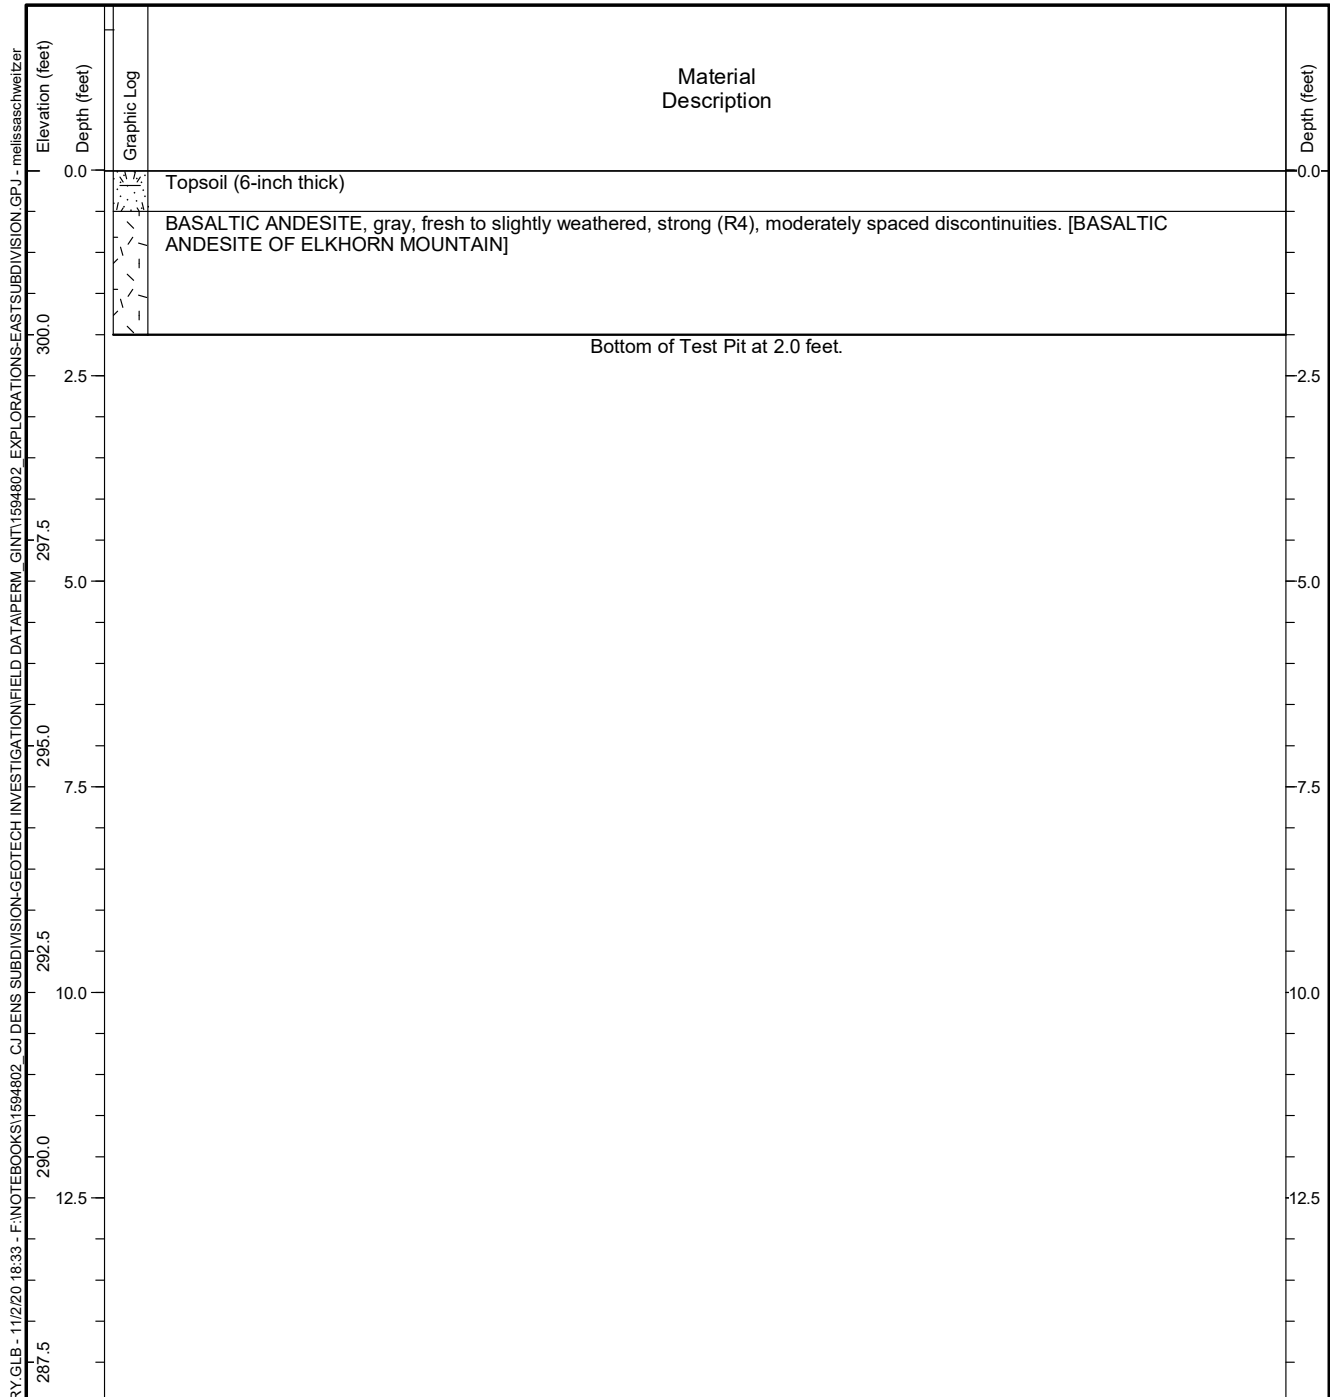 RY.GLB - 11/2/20 18:33 - F:\NOTEBOOKS\1594802_CJ DENS SUBDIVISION-GEOTECH INVESTIGATION\FIELD DATA\PERM_GINT\1594802_EXPLORATIONS-EASTSUBDIVISION.GPJ - melissaschweitzer
Elevation (feet)
Depth (feet)
Graphic Log
Material
Description
Depth (feet)
0.0
0.0
Topsoil (6-inch thick)
BASALTIC ANDESITE, gray, fresh to slightly weathered, strong (R4), moderately spaced discontinuities. [BASALTIC
ANDESITE OF ELKHORN MOUNTAIN]
300.0
Bottom of Test Pit at 2.0 feet.
2.5
2.5
297.5
5.0
5.0
295.0
7.5
7.5
292.5
10.0
10.0
290.0
12.5
12.5
287.5